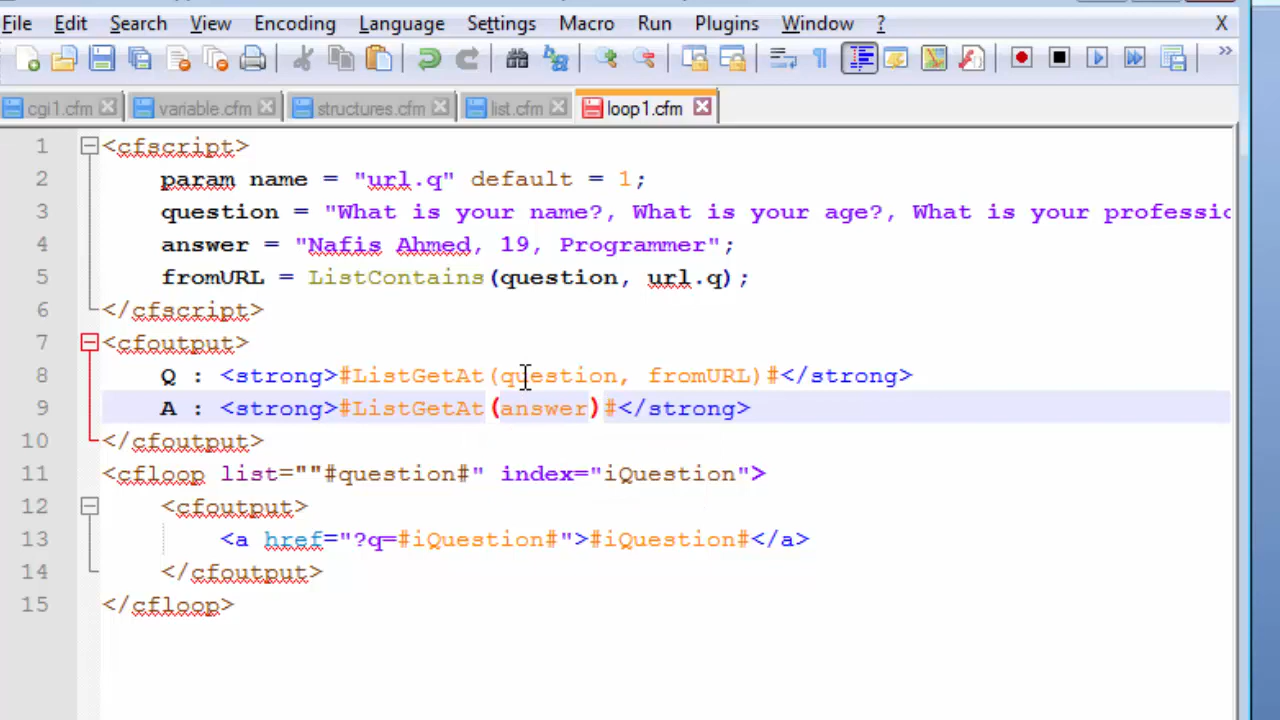 File Edit Search View Encoding Language Settings Macro Run Plugins Window ? X
cgi1.cfm variable.cfm structures.cfm list.cfm loop1.cfm
1 <cfscript>
2 param name = "url.q" default = 1;
3 question = "What is your name?, What is your age?, What is your
4 answer = "Nafis Ahmed, 19, Programmer";
5 fromURL = ListContains(question, url.q);
6 </cfscript>
7 <cfoutput>
8 Q : <strong>#ListGetAt(question, fromURL)#</strong>
9 A : <strong>#ListGetAt(answer)#</strong>
10 </cfoutput>
11 <cfloop list=""#question#" index="iQuestion">
12 <cfoutput>
13 <a href="?q=#iQuestion#">#iQuestion#</a>
14 </cfoutput>
15 </cfloop>